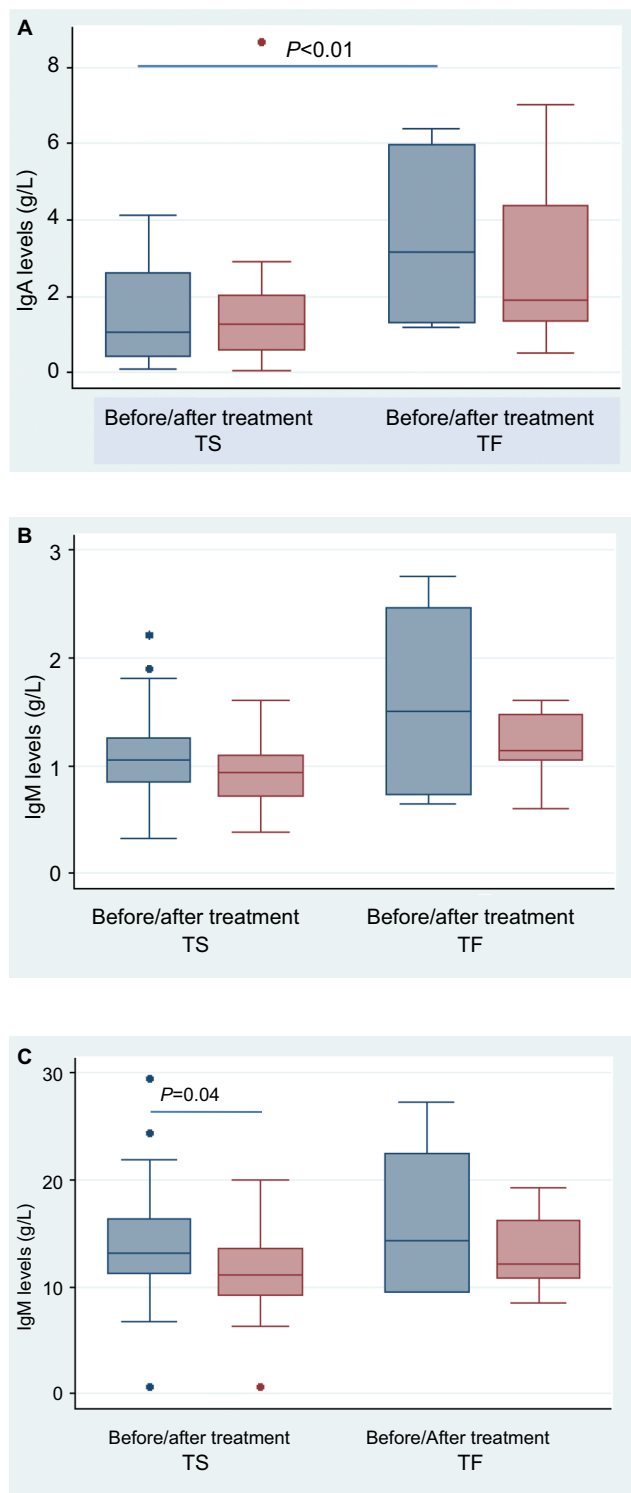 A
P<0.01
8
6
4
2
0
IgA levels (g/L)
Before/after treatment
Before/after treatment
TS
TF
B
3
2
1
0
IgM levels (g/L)
Before/after treatment
Before/after treatment
TS
TF
C
30
P=0.04
20
10
0
IgM levels (g/L)
Before/after treatment
Before/After treatment
TS
TF